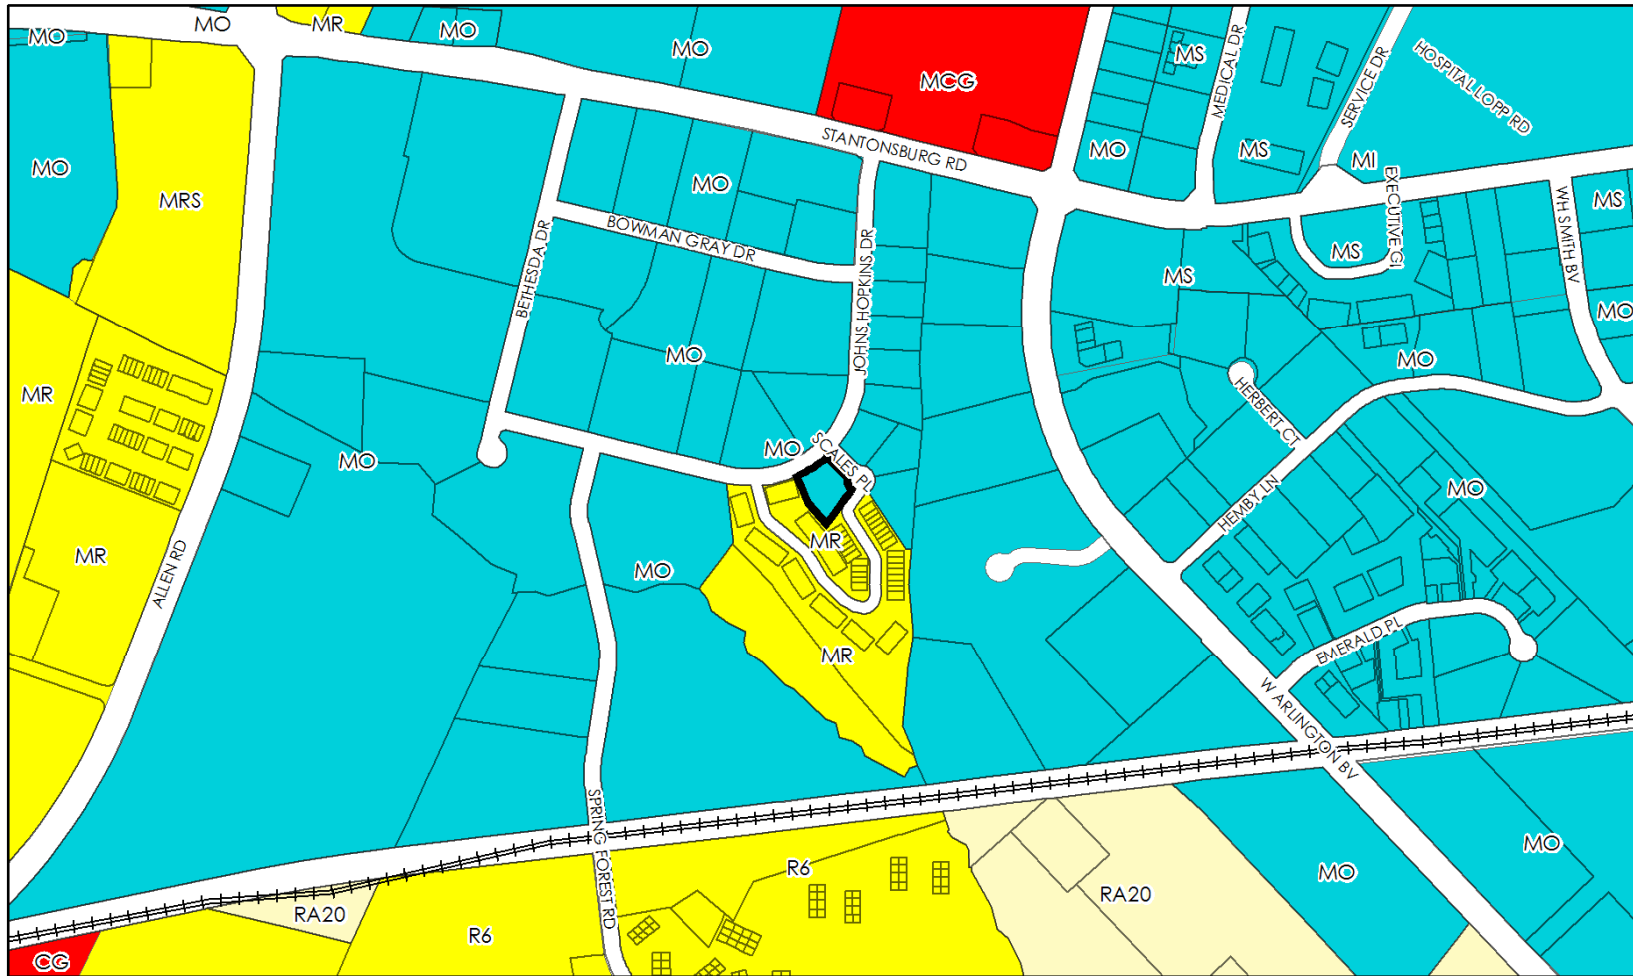 MO
MR
MO
MO
MO
MCG
MS
MEDICAL DR
SERVICE DR
HOSPITAL LOPP RD
STANTONSBURG RD
MO
MS
MI
MO
MRS
MO
EXECUTIVE CI
WH SMITH BV
MS
BOWMAN GRAY DR
JOHNS HOPKINS DR
BETHESDA DR
MS
MS
MO
MO
MO
MR
HERBERT CT
MO
MO
SCALES PL
HEMBY LN
MO
MR
MR
ALLEN RD
MO
MR
EMERALD PL
W ARLINGTON BV
SPRING FOREST RD
R6
MO
MO
RA20
RA20
R6
CG